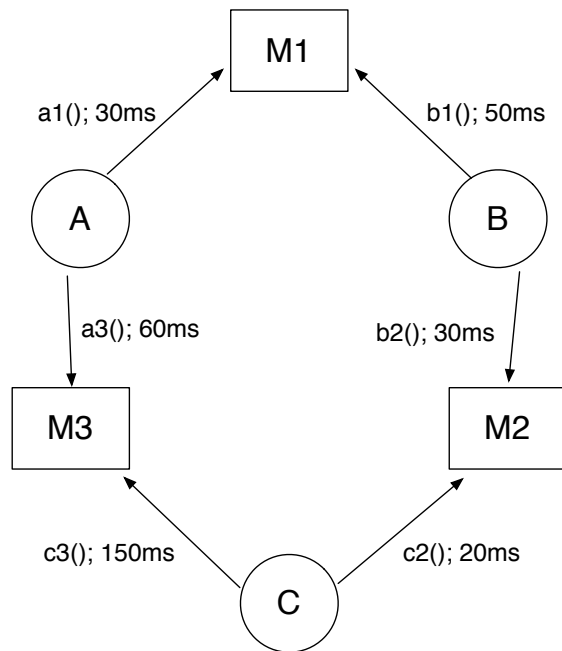 M1
a1(); 30ms
b1(); 50ms
A
B
a3(); 60ms
b2(); 30ms
M3
M2
c3(); 150ms
c2(); 20ms
C